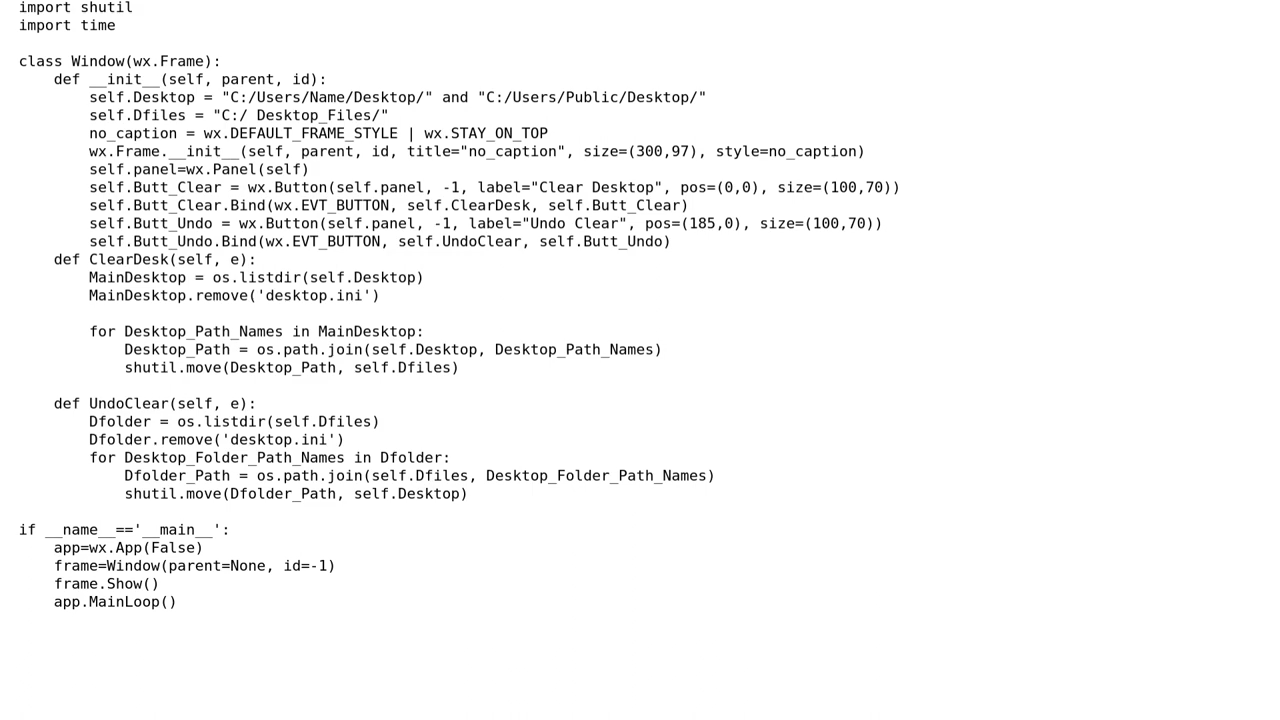 import shutil
import time

class Window(wx.Frame):
    def __init__(self, parent, id):
        self.Desktop = "C:/Users/Name/Desktop/" and "C:/Users/Public/Desktop/"
        self.Dfiles = "C:/ Desktop_Files/"
        no_caption = wx.DEFAULT_FRAME_STYLE | wx.STAY_ON_TOP
        wx.Frame.__init__(self, parent, id, title="no_caption", size=(300,97), style=no_caption)
        self.panel=wx.Panel(self)
        self.Butt_Clear = wx.Button(self.panel, -1, label="Clear Desktop", pos=(0,0), size=(100,70))
        self.Butt_Clear.Bind(wx.EVT_BUTTON, self.ClearDesk, self.Butt_Clear)
        self.Butt_Undo = wx.Button(self.panel, -1, label="Undo Clear", pos=(185,0), size=(100,70))
        self.Butt_Undo.Bind(wx.EVT_BUTTON, self.UndoClear, self.Butt_Undo)
    def ClearDesk(self, e):
        MainDesktop = os.listdir(self.Desktop)
        MainDesktop.remove('desktop.ini')

        for Desktop_Path_Names in MainDesktop:
            Desktop_Path = os.path.join(self.Desktop, Desktop_Path_Names)
            shutil.move(Desktop_Path, self.Dfiles)

    def UndoClear(self, e):
        Dfolder = os.listdir(self.Dfiles)
        Dfolder.remove('desktop.ini')
        for Desktop_Folder_Path_Names in Dfolder:
            Dfolder_Path = os.path.join(self.Dfiles, Desktop_Folder_Path_Names)
            shutil.move(Dfolder_Path, self.Desktop)

if __name__=='__main__':
    app=wx.App(False)
    frame=Window(parent=None, id=-1)
    frame.Show()
    app.MainLoop()